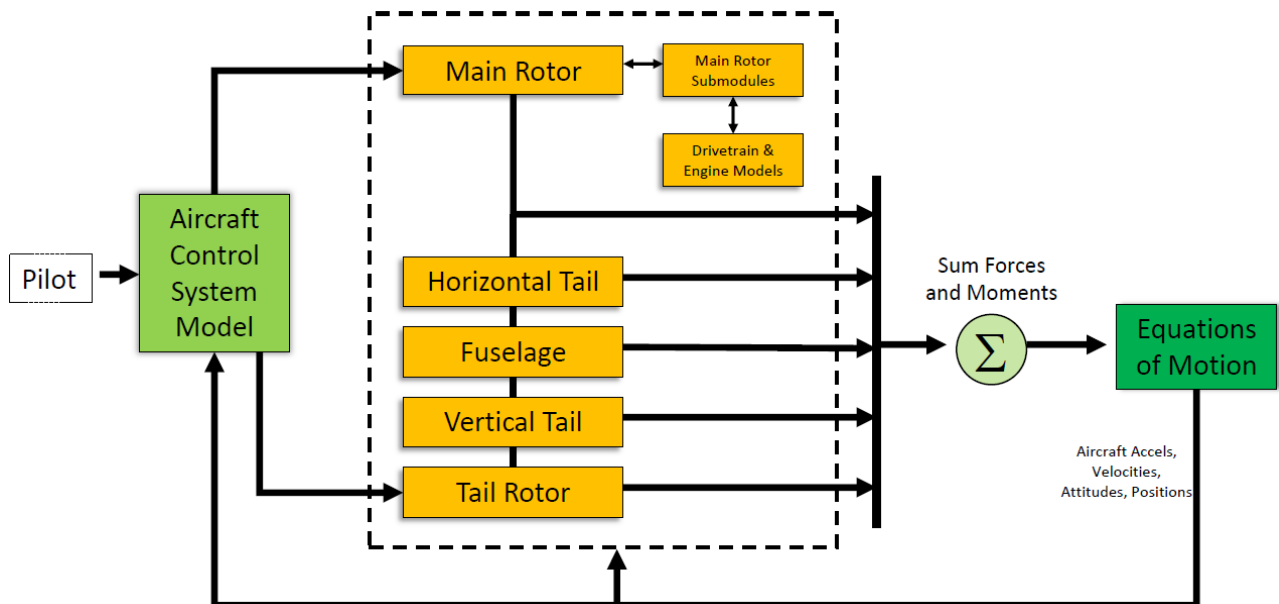 Main Rotor
Main Rotor
Submodules
Drivetrain &
Engine Models
Aircraft
Control
System
Model
Pilot
Horizontal Tail
Fuselage
Vertical Tail
Tail Rotor
Sum Forces
and Moments
Σ
Equations
of Motion
Aircraft Accels,
Velocities,
Attitudes, Positions